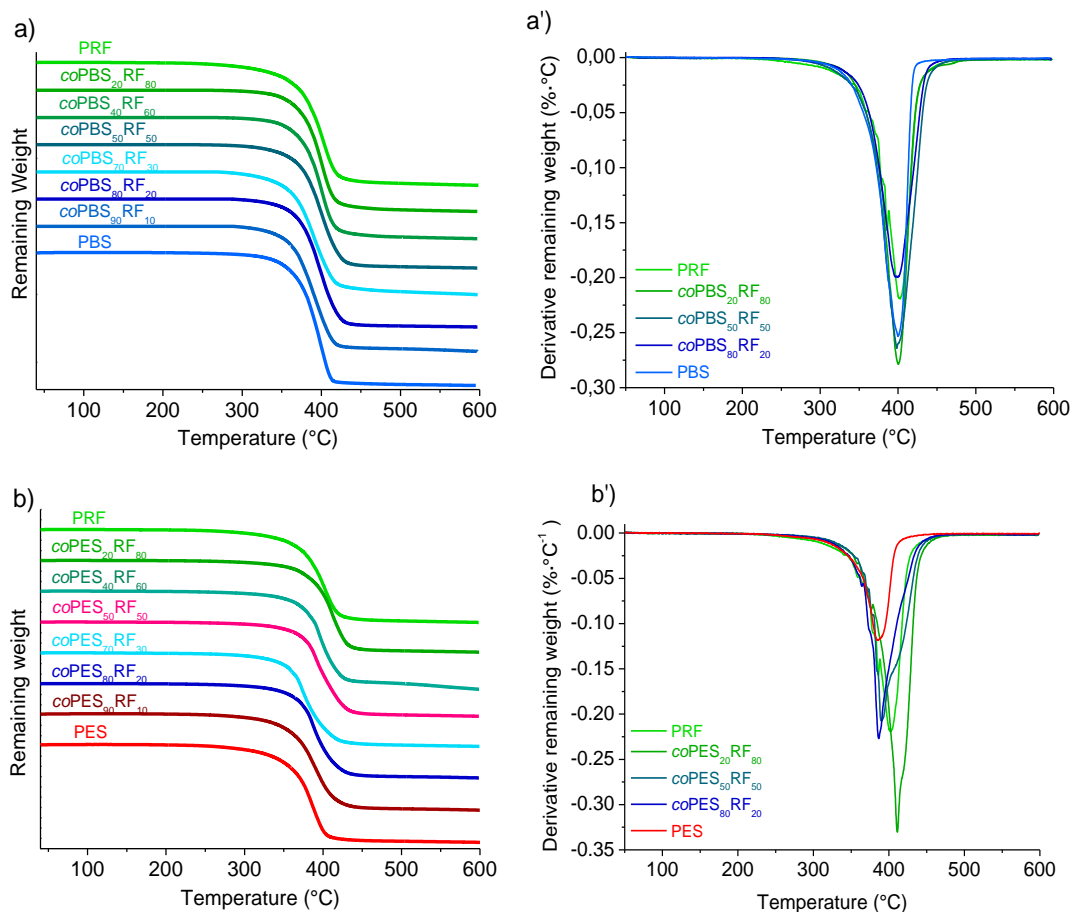 a)
PRF
coPBS20RF80
coPBS40RF60
coPBS50RF50
coPBS70RF30
coPBS80RF20
coPBS90RF10
PBS
Remaining Weight
100 200 300 400 500 600
Temperature (°C)
a')
0,00
-0,05
-0,10
-0,15
-0,20
-0,25
-0,30
Derivative remaining weight (%·°C)
PRF
coPBS20RF80
coPBS50RF50
coPBS80RF20
PBS
100 200 300 400 500 600
Temperature (°C)
b)
PRF
coPES20RF80
coPES40RF60
coPES50RF50
coPES70RF30
coPES80RF20
coPES90RF10
PES
Remaining weight
100 200 300 400 500 600
Temperature (°C)
b')
0.00
-0.05
-0.10
-0.15
-0.20
-0.25
-0.30
-0.35
Derivative remaining weight (%·°C-1)
PRF
coPES20RF80
coPES50RF50
coPES80RF20
PES
100 200 300 400 500 600
Temperature (°C)